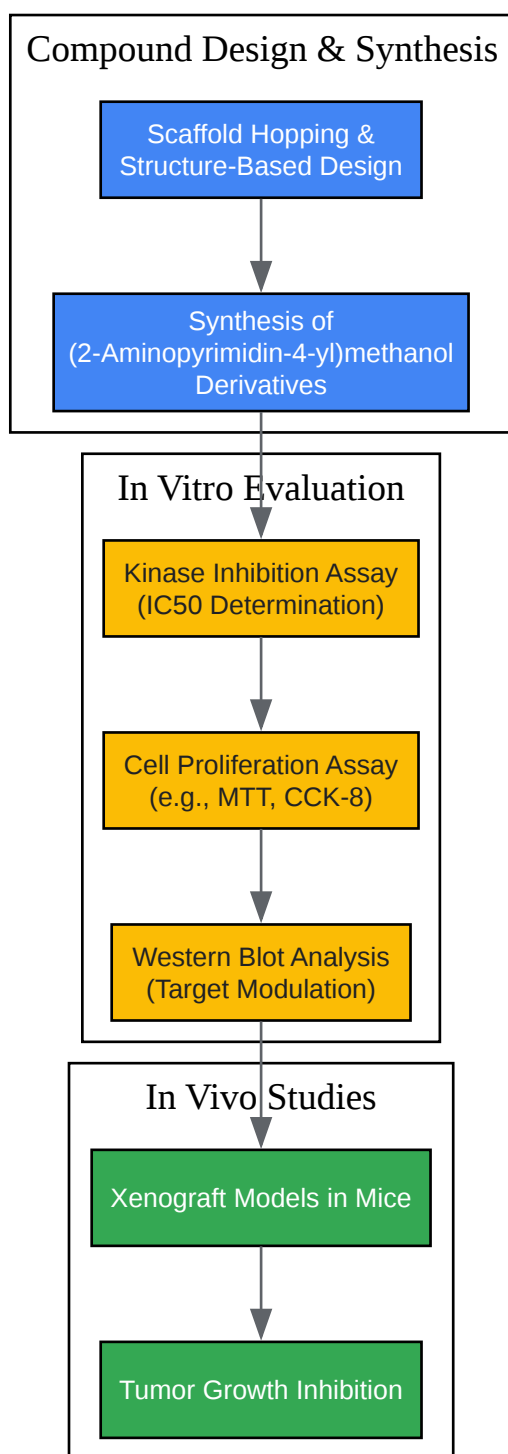 Compound Design & Synthesis
Scaffold Hopping &
Structure-Based Design
Synthesis of
(2-Aminopyrimidin-4-yl)methanol
Derivatives
In Vitro Evaluation
Kinase Inhibition Assay
(IC50 Determination)
Cell Proliferation Assay
(e.g., MTT, CCK-8)
Western Blot Analysis
(Target Modulation)
In Vivo Studies
Xenograft Models in Mice
Tumor Growth Inhibition